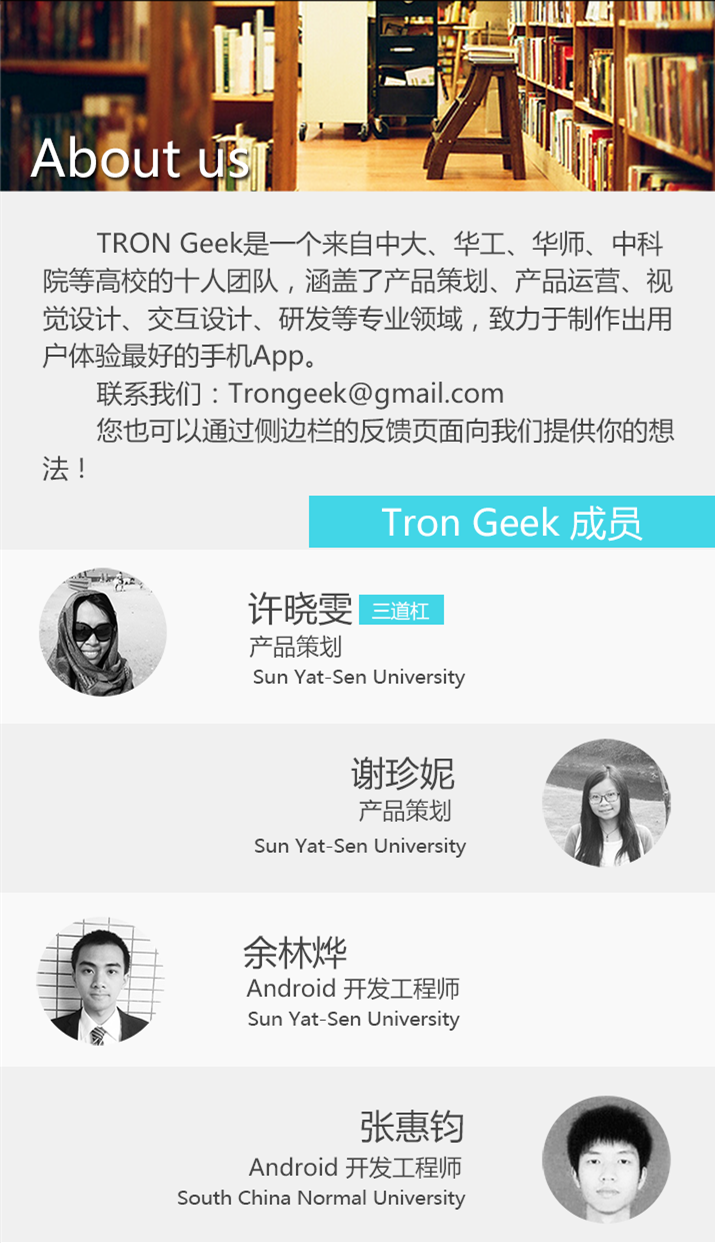 About us
TRON Geek是一个来自中大、华工、华师、中科
院等高校的十人团队，涵盖了产品策划、产品运营、视
觉设计、交互设计、研发等专业领域，致力于制作出用
户体验最好的手机App。
联系我们：Trongeek@gmail.com
您也可以通过侧边栏的反馈页面向我们提供你的想
法！
Tron Geek 成员
许晓雯 三道杠
产品策划
Sun Yat-Sen University
谢珍妮
产品策划
Sun Yat-Sen University
余林烨
Android 开发工程师
Sun Yat-Sen University
张惠钧
Android 开发工程师
South China Normal University